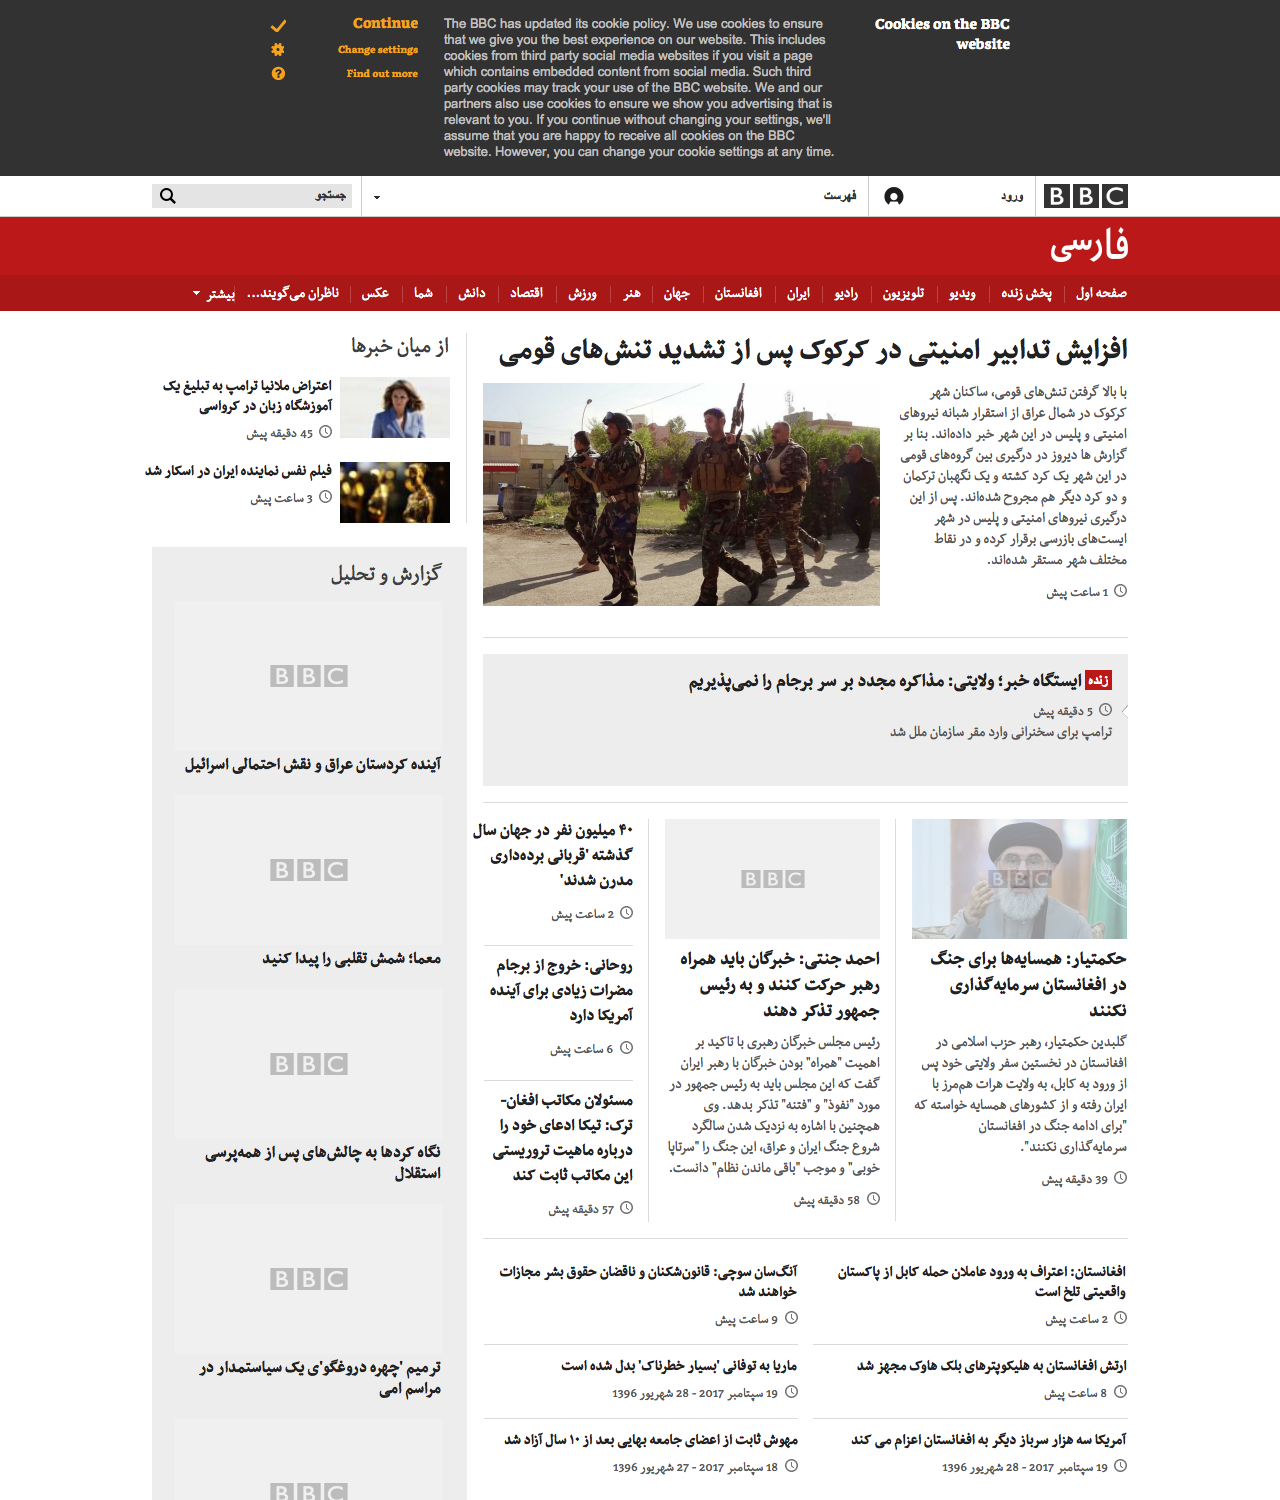 Cookies on the BBC
website
The BBC has updated its cookie policy. We use cookies to ensure
that we give you the best experience on our website. This includes
cookies from third party social media websites if you visit a page
which contains embedded content from social media. Such third
party cookies may track your use of the BBC website. We and our
partners also use cookies to ensure we show you advertising that is
relevant to you. If you continue without changing your settings, we'll
assume that you are happy to receive all cookies on the BBC
website. However, you can change your cookie settings at any time.
Continue
Change settings
Find out more
BBC
ورود
فهرست
جستجو
فارسی
صفحه اول
پخش زنده
ویدیو
تلویزیون
رادیو
ایران
افغانستان
جهان
هنر
ورزش
اقتصاد
دانش
شما
عکس
ناظران می‌گویند...
بیشتر
افزایش تدابیر امنیتی در کرکوک پس از تشدید تنش‌های قومی
با بالا گرفتن تنش‌های قومی، ساکنان شهر
کرکوک در شمال عراق از استقرار شبانه نیروهای
امنیتی و پلیس در این شهر خبر داده‌اند. بنا بر
گزارش ها دیروز در درگیری بین گروه‌های قومی
در این شهر یک کرد کشته و یک نگهبان ترکمان
و دو کرد دیگر هم مجروح شده‌اند. پس از این
درگیری نیروهای امنیتی و پلیس در شهر
ایست‌های بازرسی برقرار کرده و در نقاط
مختلف شهر مستقر شده‌اند.
1 ساعت پیش
زنده ایستگاه خبر؛ ولایتی: مذاکره مجدد بر سر برجام را نمی‌پذیریم
5 دقیقه پیش
ترامپ برای سخنرانی وارد مقر سازمان ملل شد
BBC
حکمتیار: همسایه‌ها برای جنگ
در افغانستان سرمایه‌گذاری
نکنند
گلبدین حکمتیار، رهبر حزب اسلامی در
افغانستان در نخستین سفر ولایتی خود پس
از ورود به کابل، به ولایت هرات هم‌مرز با
ایران رفته و از کشورهای همسایه خواسته که
"برای ادامه جنگ در افغانستان
سرمایه‌گذاری نکنند".
39 دقیقه پیش
BBC
احمد جنتی: خبرگان باید همراه
رهبر حرکت کنند و به رئیس
جمهور تذکر دهند
رئیس مجلس خبرگان رهبری با تاکید بر
اهمیت "همراه" بودن خبرگان با رهبر ایران
گفت که این مجلس باید به رئیس جمهور در
مورد "نفوذ" و "فتنه" تذکر بدهد. وی
همچنین با اشاره به نزدیک شدن سالگرد
شروع جنگ ایران و عراق، این جنگ را "سرتاپا
خوبی" و موجب "باقی ماندن نظام" دانست.
58 دقیقه پیش
۴۰ میلیون نفر در جهان سال
گذشته 'قربانی برده‌داری
مدرن شدند'
2 ساعت پیش
روحانی: خروج از برجام
مضرات زیادی برای آینده
آمریکا دارد
6 ساعت پیش
مسئولان مکاتب افغان-
ترک: تیکا ادعای خود را
درباره ماهیت تروریستی
این مکاتب ثابت کند
57 دقیقه پیش
افغانستان: اعتراف به ورود عاملان حمله کابل از پاکستان
واقعیتی تلخ است
2 ساعت پیش
آنگ‌سان سوچی: قانون‌شکنان و ناقضان حقوق بشر مجازات
خواهند شد
9 ساعت پیش
ارتش افغانستان به هلیکوپترهای بلک هاوک مجهز شد
8 ساعت پیش
ماریا به توفانی 'بسیار خطرناک' بدل شده است
19 سپتامبر 2017 - 28 شهریور 1396
آمریکا سه هزار سرباز دیگر به افغانستان اعزام می کند
19 سپتامبر 2017 - 28 شهریور 1396
مهوش ثابت از اعضای جامعه بهایی بعد از ۱۰ سال آزاد شد
18 سپتامبر 2017 - 27 شهریور 1396
از میان خبرها
اعتراض ملانیا ترامپ به تبلیغ یک
آموزشگاه زبان در کرواسی
45 دقیقه پیش
فیلم نفس نماینده ایران در اسکار شد
3 ساعت پیش
گزارش و تحلیل
BBC
آینده کردستان عراق و نقش احتمالی اسرائیل
BBC
معما؛ شمش تقلبی را پیدا کنید
BBC
نگاه کردها به چالش‌های پس از همه‌پرسی
استقلال
BBC
ترمیم 'چهره دروغگو'ی یک سیاستمدار در
مراسم امی
BBC